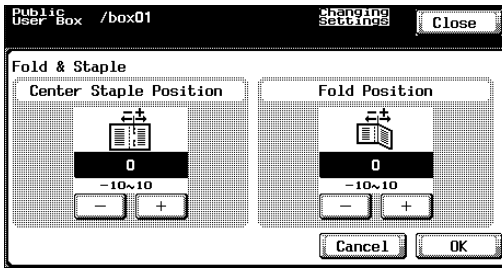 Public
User Box /box01
Changing
Settings
Close
Fold & Staple
Center Staple Position
Fold Position
-+
-+
0
0
-10~10
-10~10
- +
- +
Cancel
OK